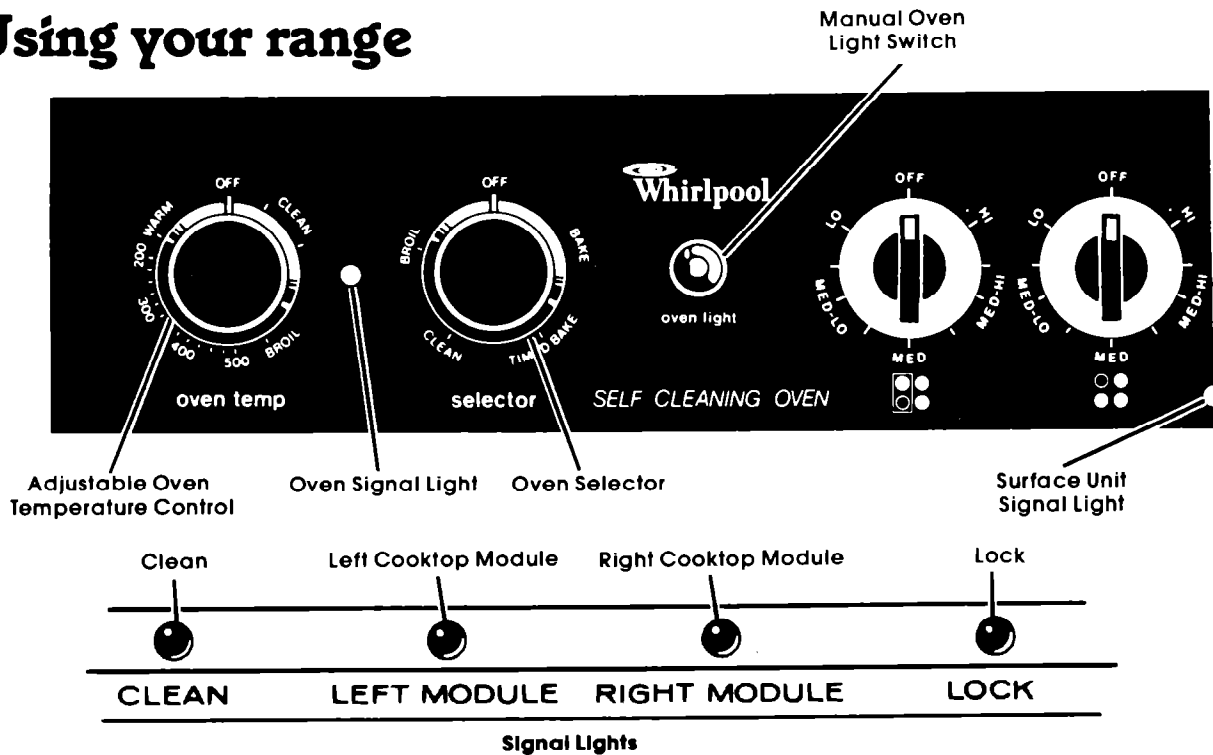 Using your range
Manual Oven
Light Switch
OFF
CLEAN
BROIL
500
400
300
200
WARM
oven temp
OFF
BAKE
TIMED BAKE
CLEAN
BROIL
selector
Whirlpool
oven light
SELF CLEANING OVEN
OFF
HI
MED-HI
MED
MED-LO
LO
OFF
HI
MED-HI
MED
MED-LO
LO
Adjustable Oven
Temperature Control
Oven Signal Light
Oven Selector
Surface Unit
Signal Light
Clean
Left Cooktop Module
Right Cooktop Module
Lock
CLEAN
LEFT MODULE
RIGHT MODULE
LOCK
Signal Lights